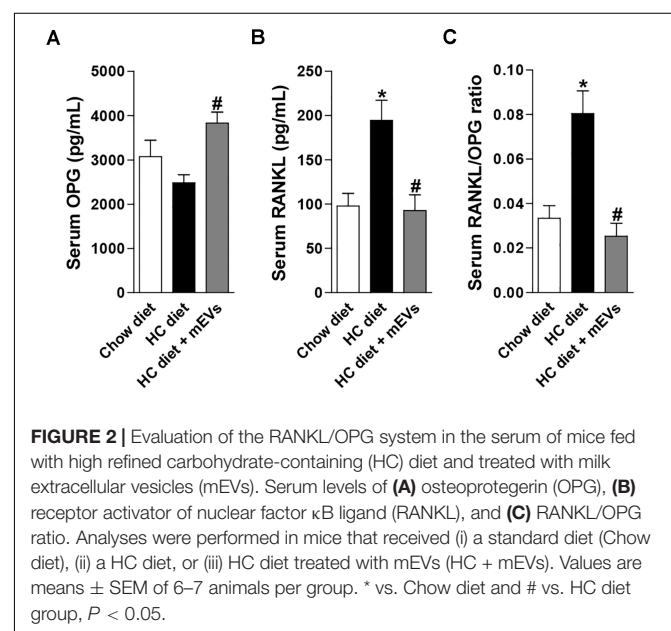 A
B
C
Serum OPG (pg/mL)
5000
4000
3000
2000
1000
0
#
Chow diet
HC diet
HC diet + mEVs
Serum RANKL (pg/mL)
250
200
150
100
50
0
*
#
Chow diet
HC diet
HC diet + mEVs
Serum RANKL/OPG ratio
0.10
0.08
0.06
0.04
0.02
0.00
*
#
Chow diet
HC diet
HC diet + mEVs
FIGURE 2 | Evaluation of the RANKL/OPG system in the serum of mice fed
with high refined carbohydrate-containing (HC) diet and treated with milk
extracellular vesicles (mEVs). Serum levels of (A) osteoprotegerin (OPG), (B)
receptor activator of nuclear factor κB ligand (RANKL), and (C) RANKL/OPG
ratio. Analyses were performed in mice that received (i) a standard diet (Chow
diet), (ii) a HC diet, or (iii) HC diet treated with mEVs (HC + mEVs). Values are
means ± SEM of 6–7 animals per group. * vs. Chow diet and # vs. HC diet
group, P < 0.05.